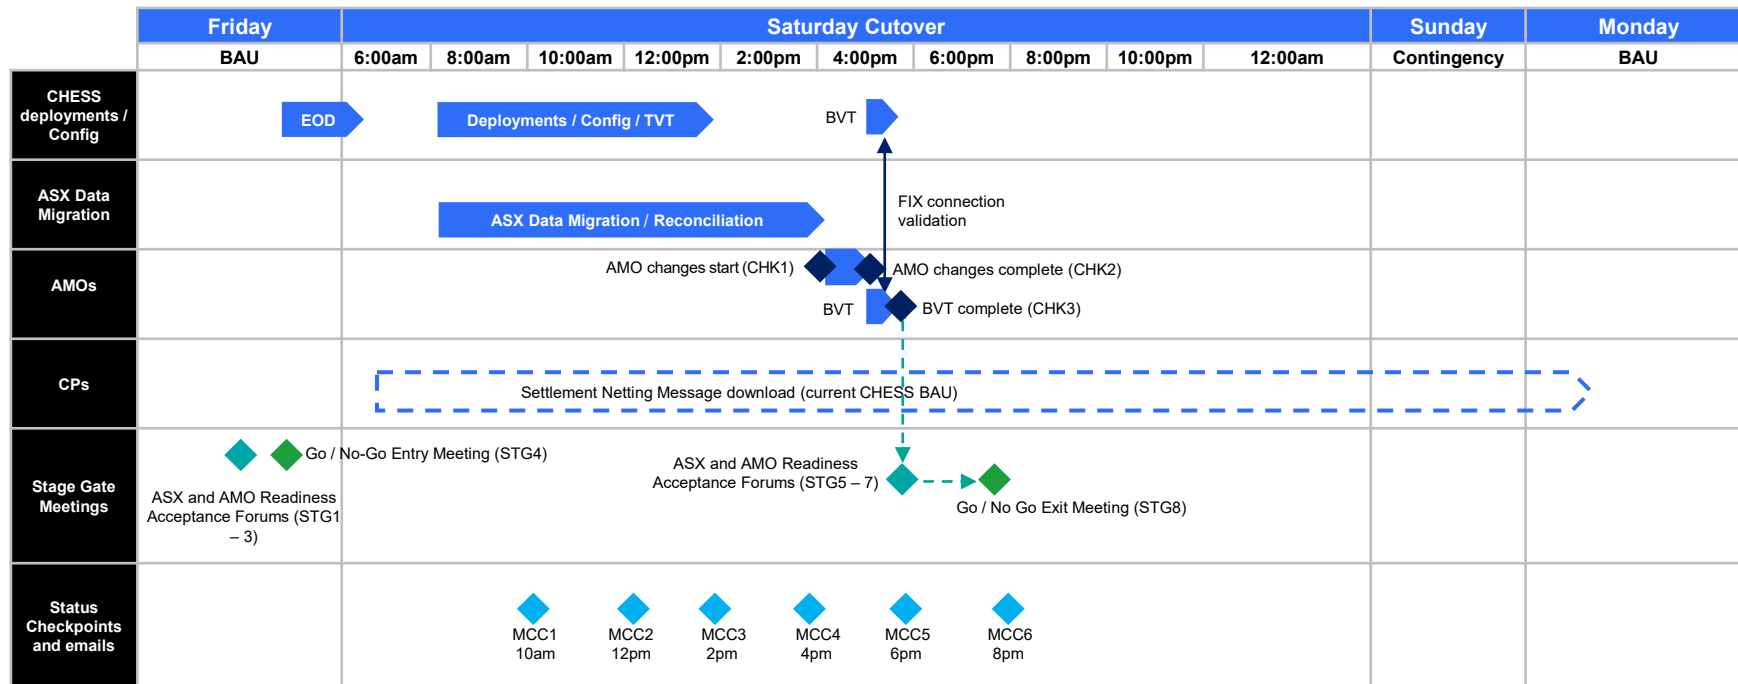 Friday
Saturday Cutover
Sunday
Monday
BAU
6:00am
8:00am
10:00am
12:00pm
2:00pm
4:00pm
6:00pm
8:00pm
10:00pm
12:00am
Contingency
BAU
CHESS
deployments /
Config
EOD
Deployments / Config / TVT
BVT
ASX Data
Migration
ASX Data Migration / Reconciliation
FIX connection
validation
AMOs
AMO changes start (CHK1)
AMO changes complete (CHK2)
BVT
BVT complete (CHK3)
CPs
Settlement Netting Message download (current CHESS BAU)
Stage Gate
Meetings
Go / No-Go Entry Meeting (STG4)
ASX and AMO Readiness
Acceptance Forums (STG1
– 3)
ASX and AMO Readiness
Acceptance Forums (STG5 – 7)
Go / No Go Exit Meeting (STG8)
Status
Checkpoints
and emails
MCC1
10am
MCC2
12pm
MCC3
2pm
MCC4
4pm
MCC5
6pm
MCC6
8pm